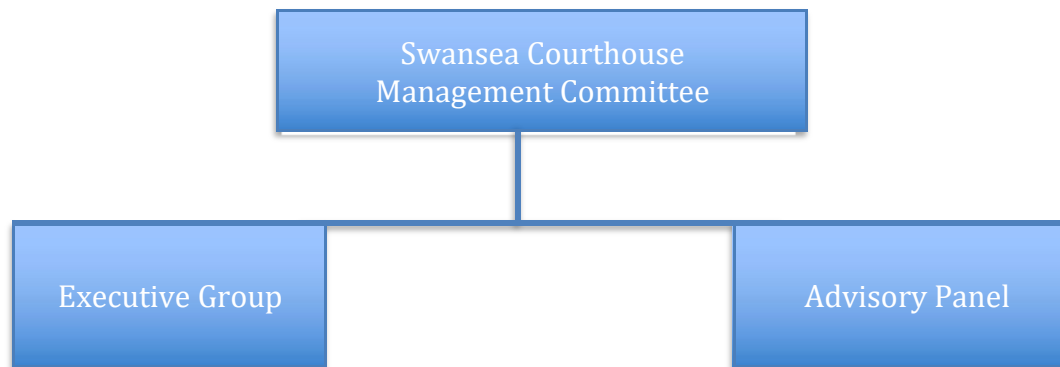 Swansea Courthouse
Management Committee
Executive Group
Advisory Panel